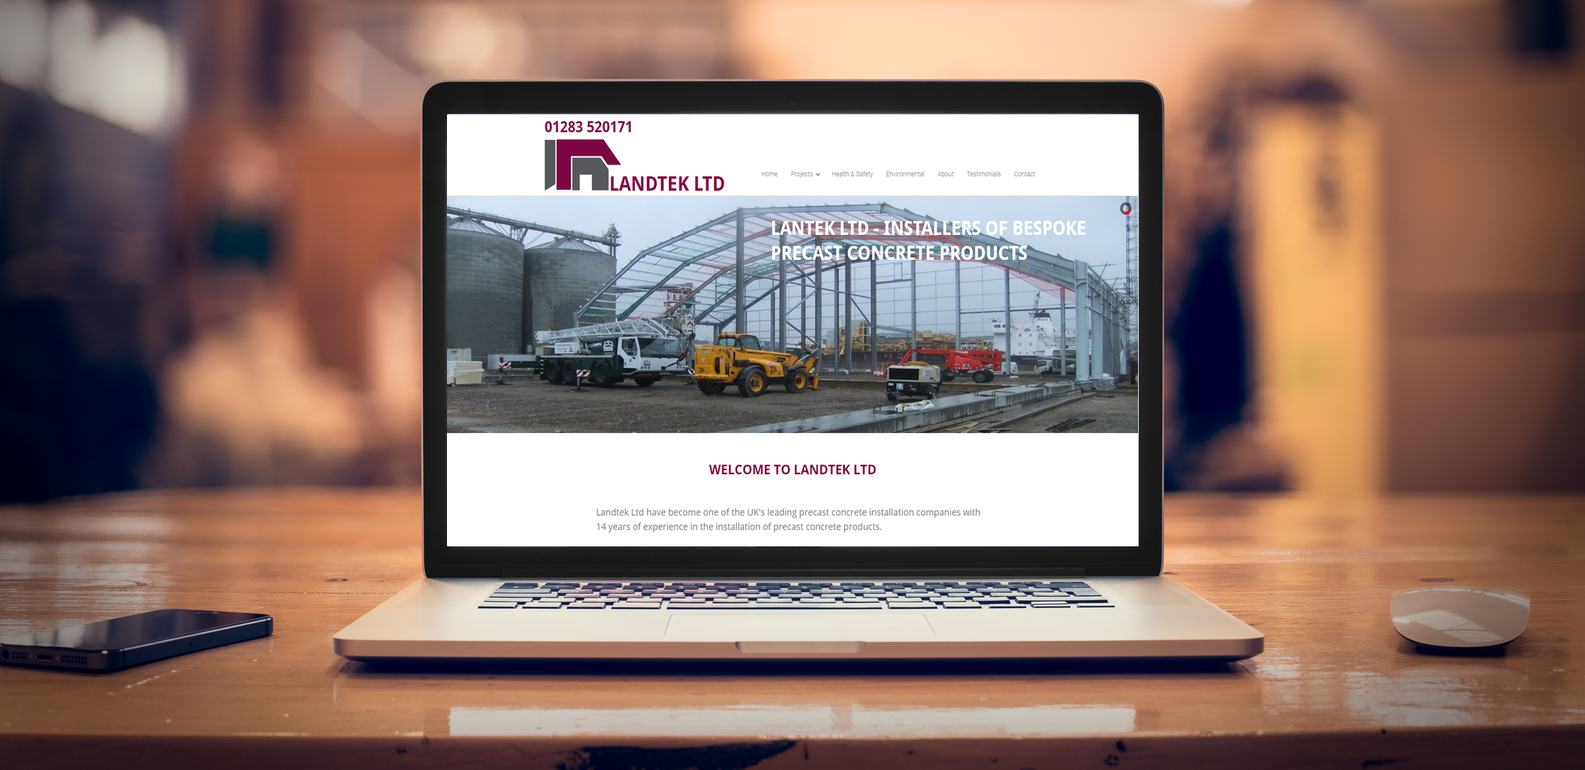 01283 520171
LANDTEK LTD
Home Projects Health & Safety Environmental About Testimonials Contact
LANTEK LTD - INSTALLERS OF BESPOKE
PRECAST CONCRETE PRODUCTS
WELCOME TO LANDTEK LTD
Landtek Ltd have become one of the UK's leading precast concrete installation companies with
14 years of experience in the installation of precast concrete products.